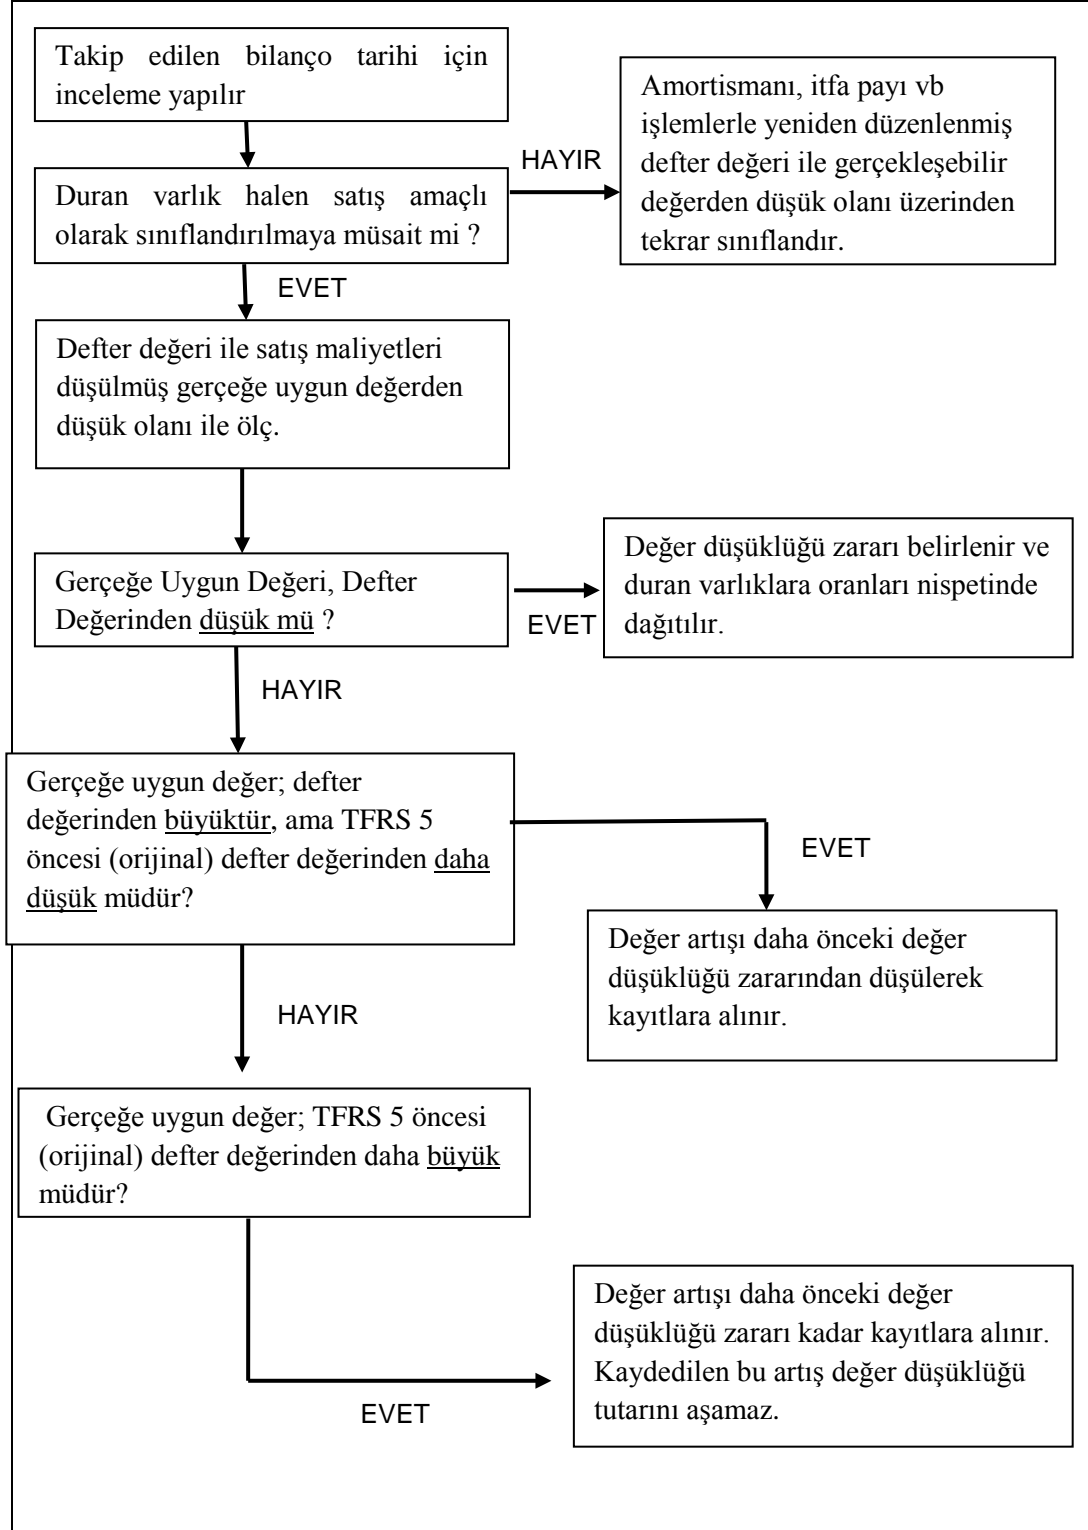 Takip edilen bilanço tarihi için
inceleme yapılır
Amortismanı, itfa payı vb
işlemlerle yeniden düzenlenmiş
defter değeri ile gerçekleşebilir
değerden düşük olanı üzerinden
tekrar sınıflandır.
HAYIR
Duran varlık halen satış amaçlı
olarak sınıflandırılmaya müsait mi ?
EVET
Defter değeri ile satış maliyetleri
düşülmüş gerçeğe uygun değerden
düşük olanı ile ölç.
Gerçeğe Uygun Değeri, Defter
Değerinden düşük mü ?
EVET
Değer düşüklüğü zararı belirlenir ve
duran varlıklara oranları nispetinde
dağıtılır.
HAYIR
Gerçeğe uygun değer; defter
değerinden büyüktür, ama TFRS 5
öncesi (orijinal) defter değerinden daha
düşük müdür?
EVET
Değer artışı daha önceki değer
düşüklüğü zararından düşülerek
kayıtlara alınır.
HAYIR
Gerçeğe uygun değer; TFRS 5 öncesi
(orijinal) defter değerinden daha büyük
müdür?
EVET
Değer artışı daha önceki değer
düşüklüğü zararı kadar kayıtlara alınır.
Kaydedilen bu artış değer düşüklüğü
tutarını aşamaz.